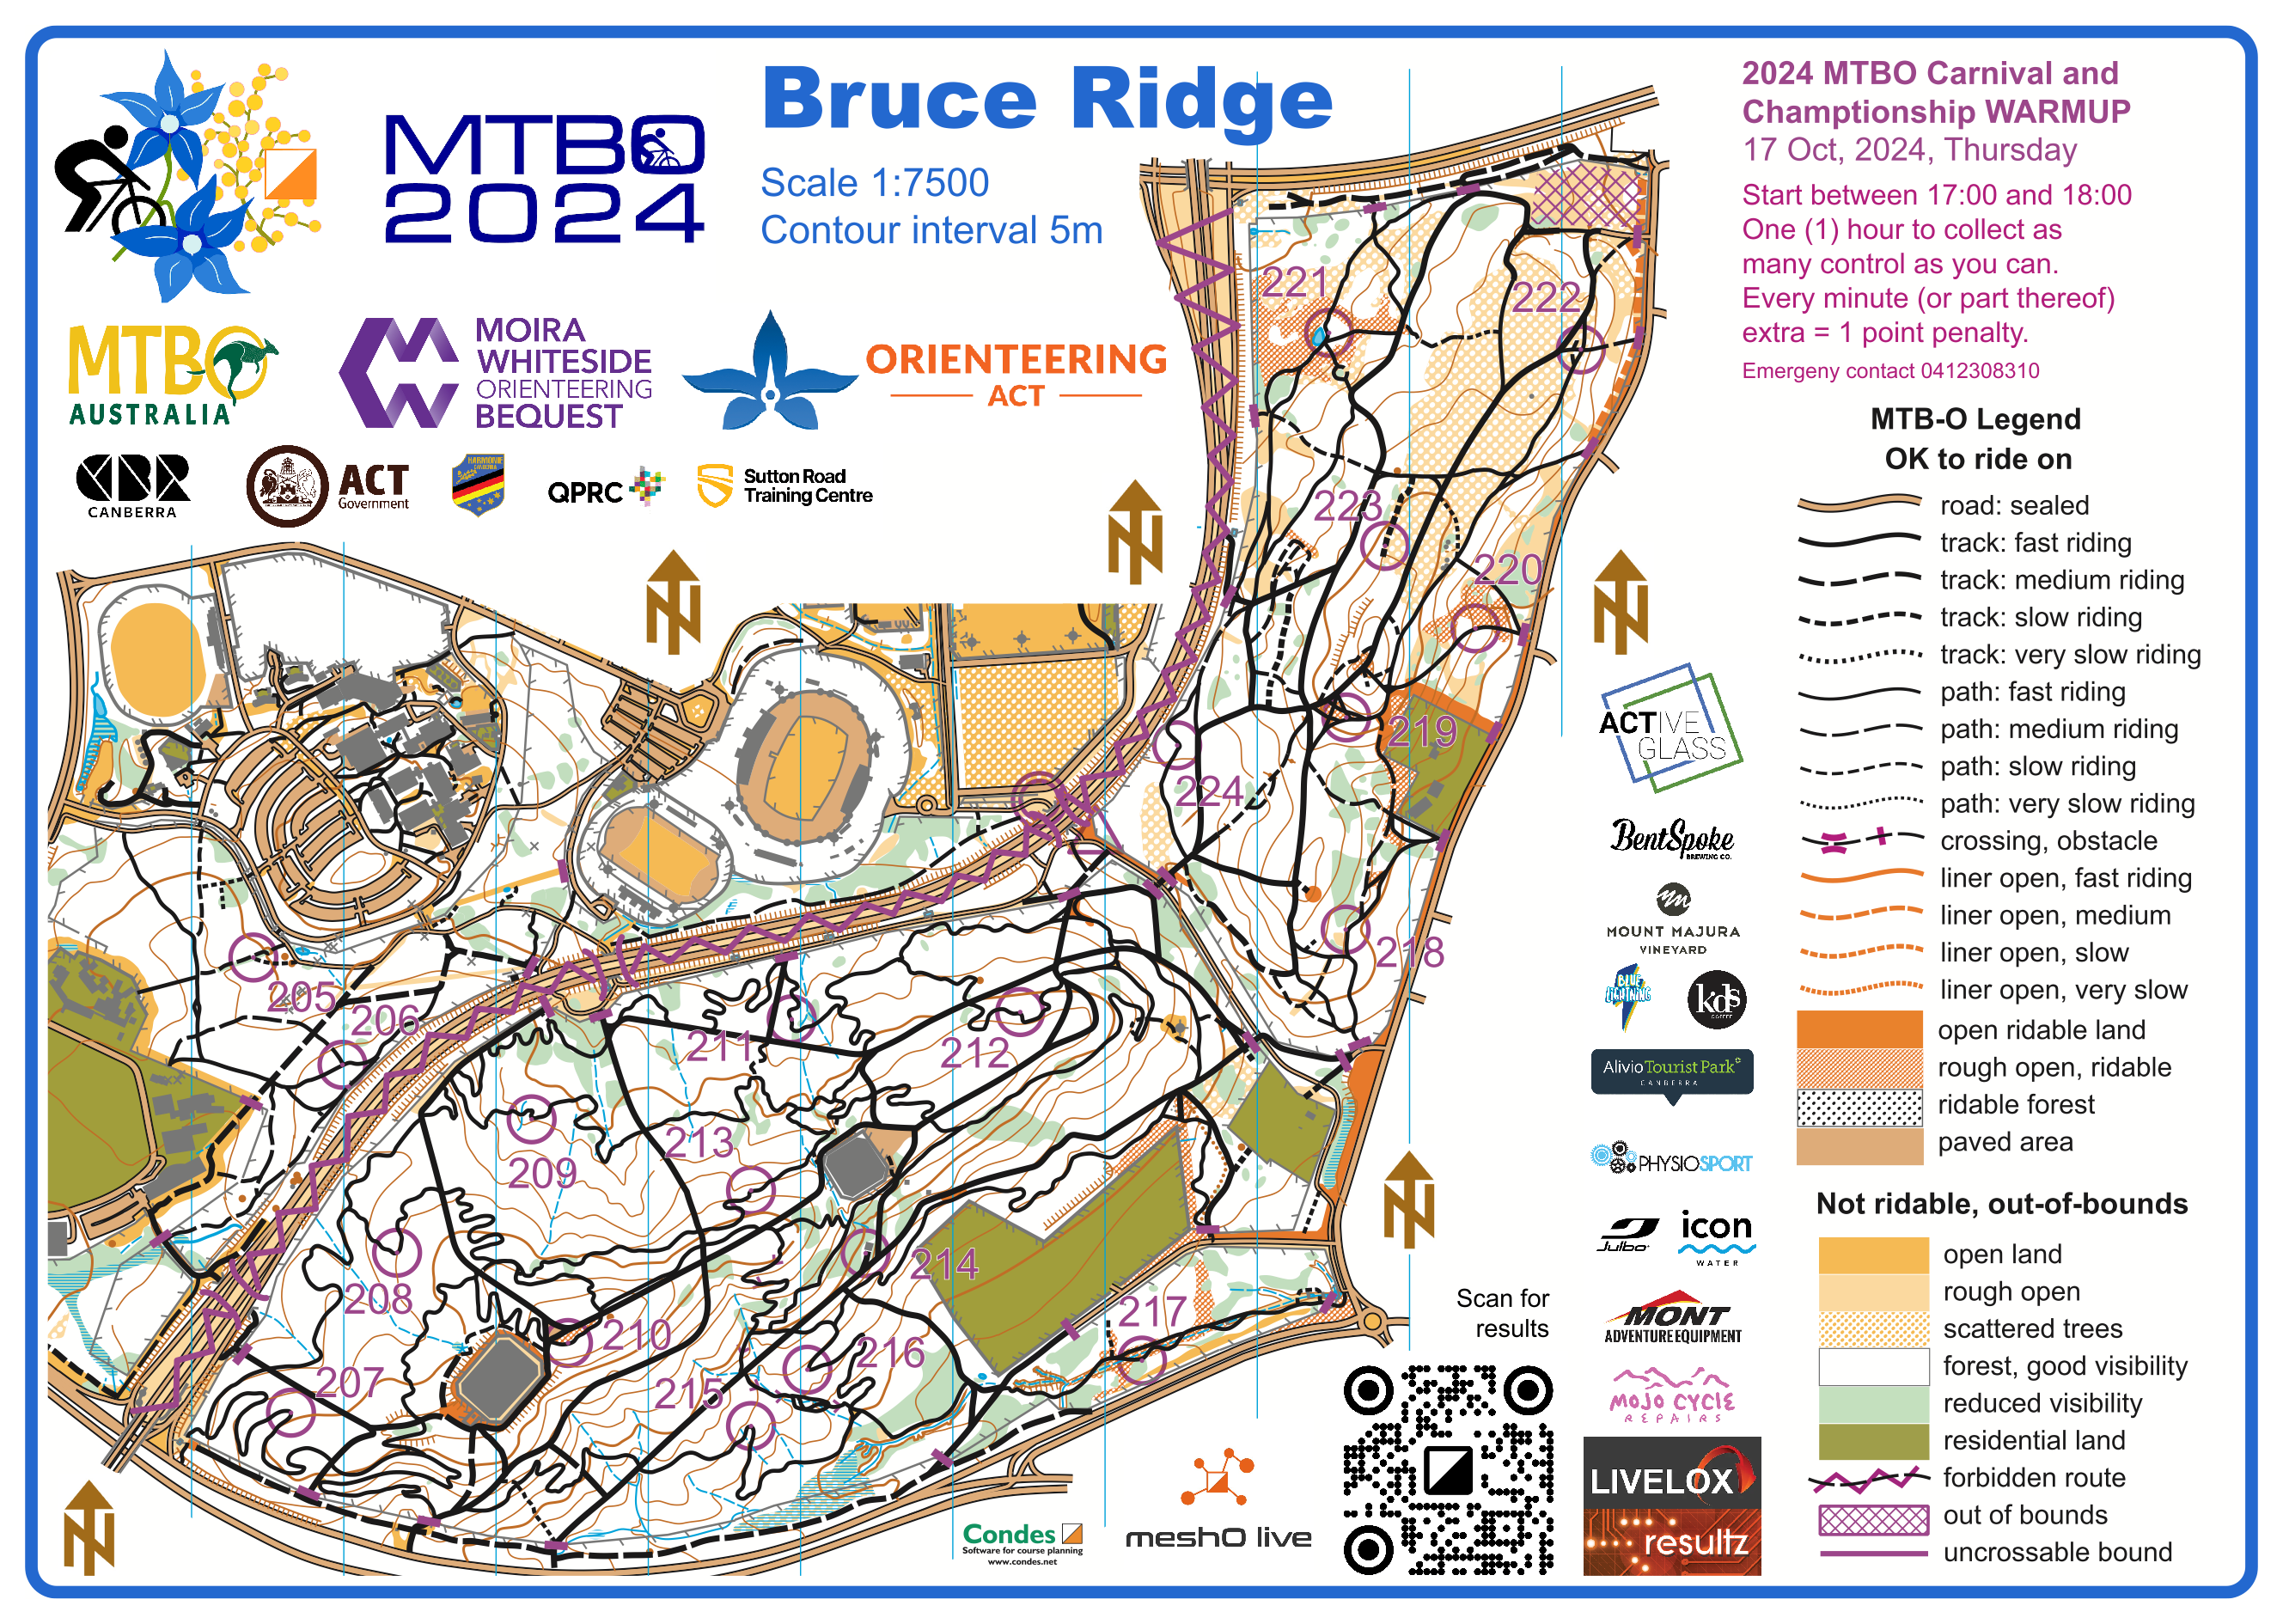 MTBO
2024
Bruce Ridge
Scale 1:7500
Contour interval 5m
2024 MTBO Carnival and
Champtionship WARMUP
17 Oct, 2024, Thursday
Start between 17:00 and 18:00
One (1) hour to collect as
many control as you can.
Every minute (or part thereof)
extra = 1 point penalty.
Emergeny contact 0412308310
MTBO
AUSTRALIA
MOIRA
WHITESIDE
ORIENTEERING
BEQUEST
ORIENTEERING
ACT
CBR
CANBERRA
ACT
Government
HARMONIE
QPRC
Sutton Road
Training Centre
MTB-O Legend
OK to ride on
road: sealed
track: fast riding
track: medium riding
track: slow riding
track: very slow riding
path: fast riding
path: medium riding
path: slow riding
path: very slow riding
crossing, obstacle
liner open, fast riding
liner open, medium
liner open, slow
liner open, very slow
open ridable land
rough open, ridable
ridable forest
paved area
Not ridable, out-of-bounds
open land
rough open
scattered trees
forest, good visibility
reduced visibility
residential land
forbidden route
out of bounds
uncrossable bound
221
222
223
220
219
224
218
205
206
211
212
209
213
208
214
210
217
207
216
215
N
N
N
N
N
ACTIVE
GLASS
BentSpoke
BREWING CO.
MOUNT MAJURA
VINEYARD
BLUE
LIGHTNING
kds
COFFEE
Alivio Tourist Park
CANBERRA
PHYSIOSPORT
Julbo
icon
WATER
MONT
ADVENTURE EQUIPMENT
MOJO CYCLE
REPAIRS
LIVELOX
resultz
Scan for
results
Condes
Software for course planning
www.condes.net
meshO live